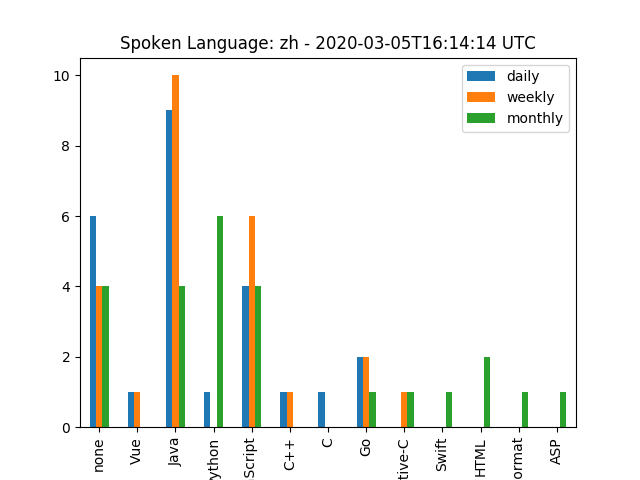 Spoken Language: zh - 2020-03-05T16:14:14 UTC
daily
weekly
monthly
10
8
6
4
2
0
none
Vue
Java
ython
Script
C++
C
Go
tive-C
Swift
HTML
ormat
ASP